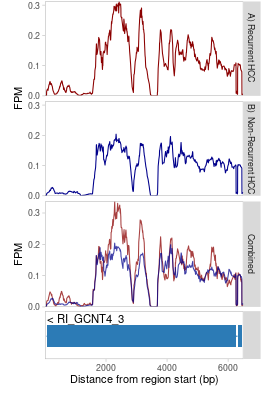 0.3
0.2
0.1
0.0
FPM
A) Recurrent HCC
0.3
0.2
0.1
0.0
B) Non-Recurrent HCC
0.3
0.2
0.1
0.0
FPM
Combined
< RI_GCNT4_3
2000 4000 6000
Distance from region start (bp)